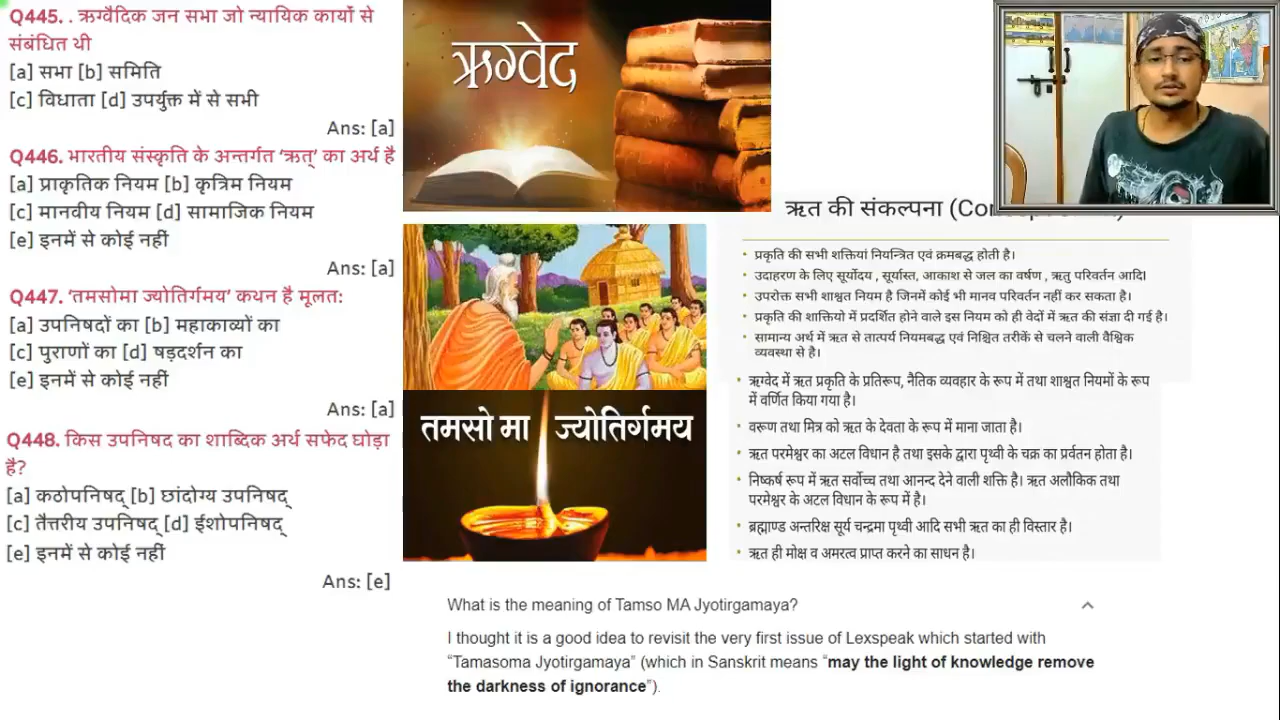 Q445. . ऋग्वैदिक जन सभा जो न्यायिक कार्यों से
संबंधित थी
[a] सभा [b] समिति
[c] विधाता [d] उपर्युक्त में से सभी
Ans: [a]
Q446. भारतीय संस्कृति के अन्तर्गत ‘ऋत्’ का अर्थ है
[a] प्राकृतिक नियम [b] कृत्रिम नियम
[c] मानवीय नियम [d] सामाजिक नियम
[e] इनमें से कोई नहीं
Ans: [a]
Q447. ‘तमसोमा ज्योतिर्गमय’ कथन है मूलत:
[a] उपनिषदों का [b] महाकाव्यों का
[c] पुराणों का [d] षड़दर्शन का
[e] इनमें से कोई नहीं
Ans: [a]
Q448. किस उपनिषद का शाब्दिक अर्थ सफेद घोड़ा
है?
[a] कठोपनिषद् [b] छांदोग्य उपनिषद्
[c] तैत्तरीय उपनिषद् [d] ईशोपनिषद्
[e] इनमें से कोई नहीं
Ans: [e]
ऋग्वेद
तमसो मा ज्योतिर्गमय
ऋत की संकल्पना
प्रकृति की सभी शक्तियां नियन्त्रित एवं क्रमबद्ध होती है।
उदाहरण के लिए सूर्योदय , सूर्यास्त, आकाश से जल का वर्षण , ऋतु परिवर्तन आदि।
उपरोक्त सभी शाश्वत नियम है जिनमें कोई भी मानव परिवर्तन नहीं कर सकता है।
प्रकृति की शाक्तियो में प्रदर्शित होने वाले इस नियम को ही वेदों में ऋत की संज्ञा दी गई है।
सामान्य अर्थ में ऋत से तात्पर्य नियमबद्ध एवं निश्चित तरीकें से चलने वाली वैश्विक
व्यवस्था से है।
ऋग्वेद में ऋत प्रकृति के प्रतिरूप, नैतिक व्यवहार के रूप में तथा शाश्वत नियमों के रूप
में वर्णित किया गया है।
वरूण तथा मित्र को ऋत के देवता के रूप में माना जाता है।
ऋत परमेश्वर का अटल विधान है तथा इसके द्वारा पृथ्वी के चक्र का प्रर्वतन होता है।
निष्कर्ष रूप में ऋत सर्वोच्च तथा आनन्द देने वाली शक्ति है। ऋत अलौकिक तथा
परमेश्वर के अटल विधान के रूप में है।
ब्रह्माण्ड अन्तरिक्ष सूर्य चन्द्रमा पृथ्वी आदि सभी ऋत का ही विस्तार है।
ऋत ही मोक्ष व अमरत्व प्राप्त करने का साधन है।
What is the meaning of Tamso MA Jyotirgamaya?
I thought it is a good idea to revisit the very first issue of Lexspeak which started with
“Tamasoma Jyotirgamaya” (which in Sanskrit means “may the light of knowledge remove
the darkness of ignorance”).